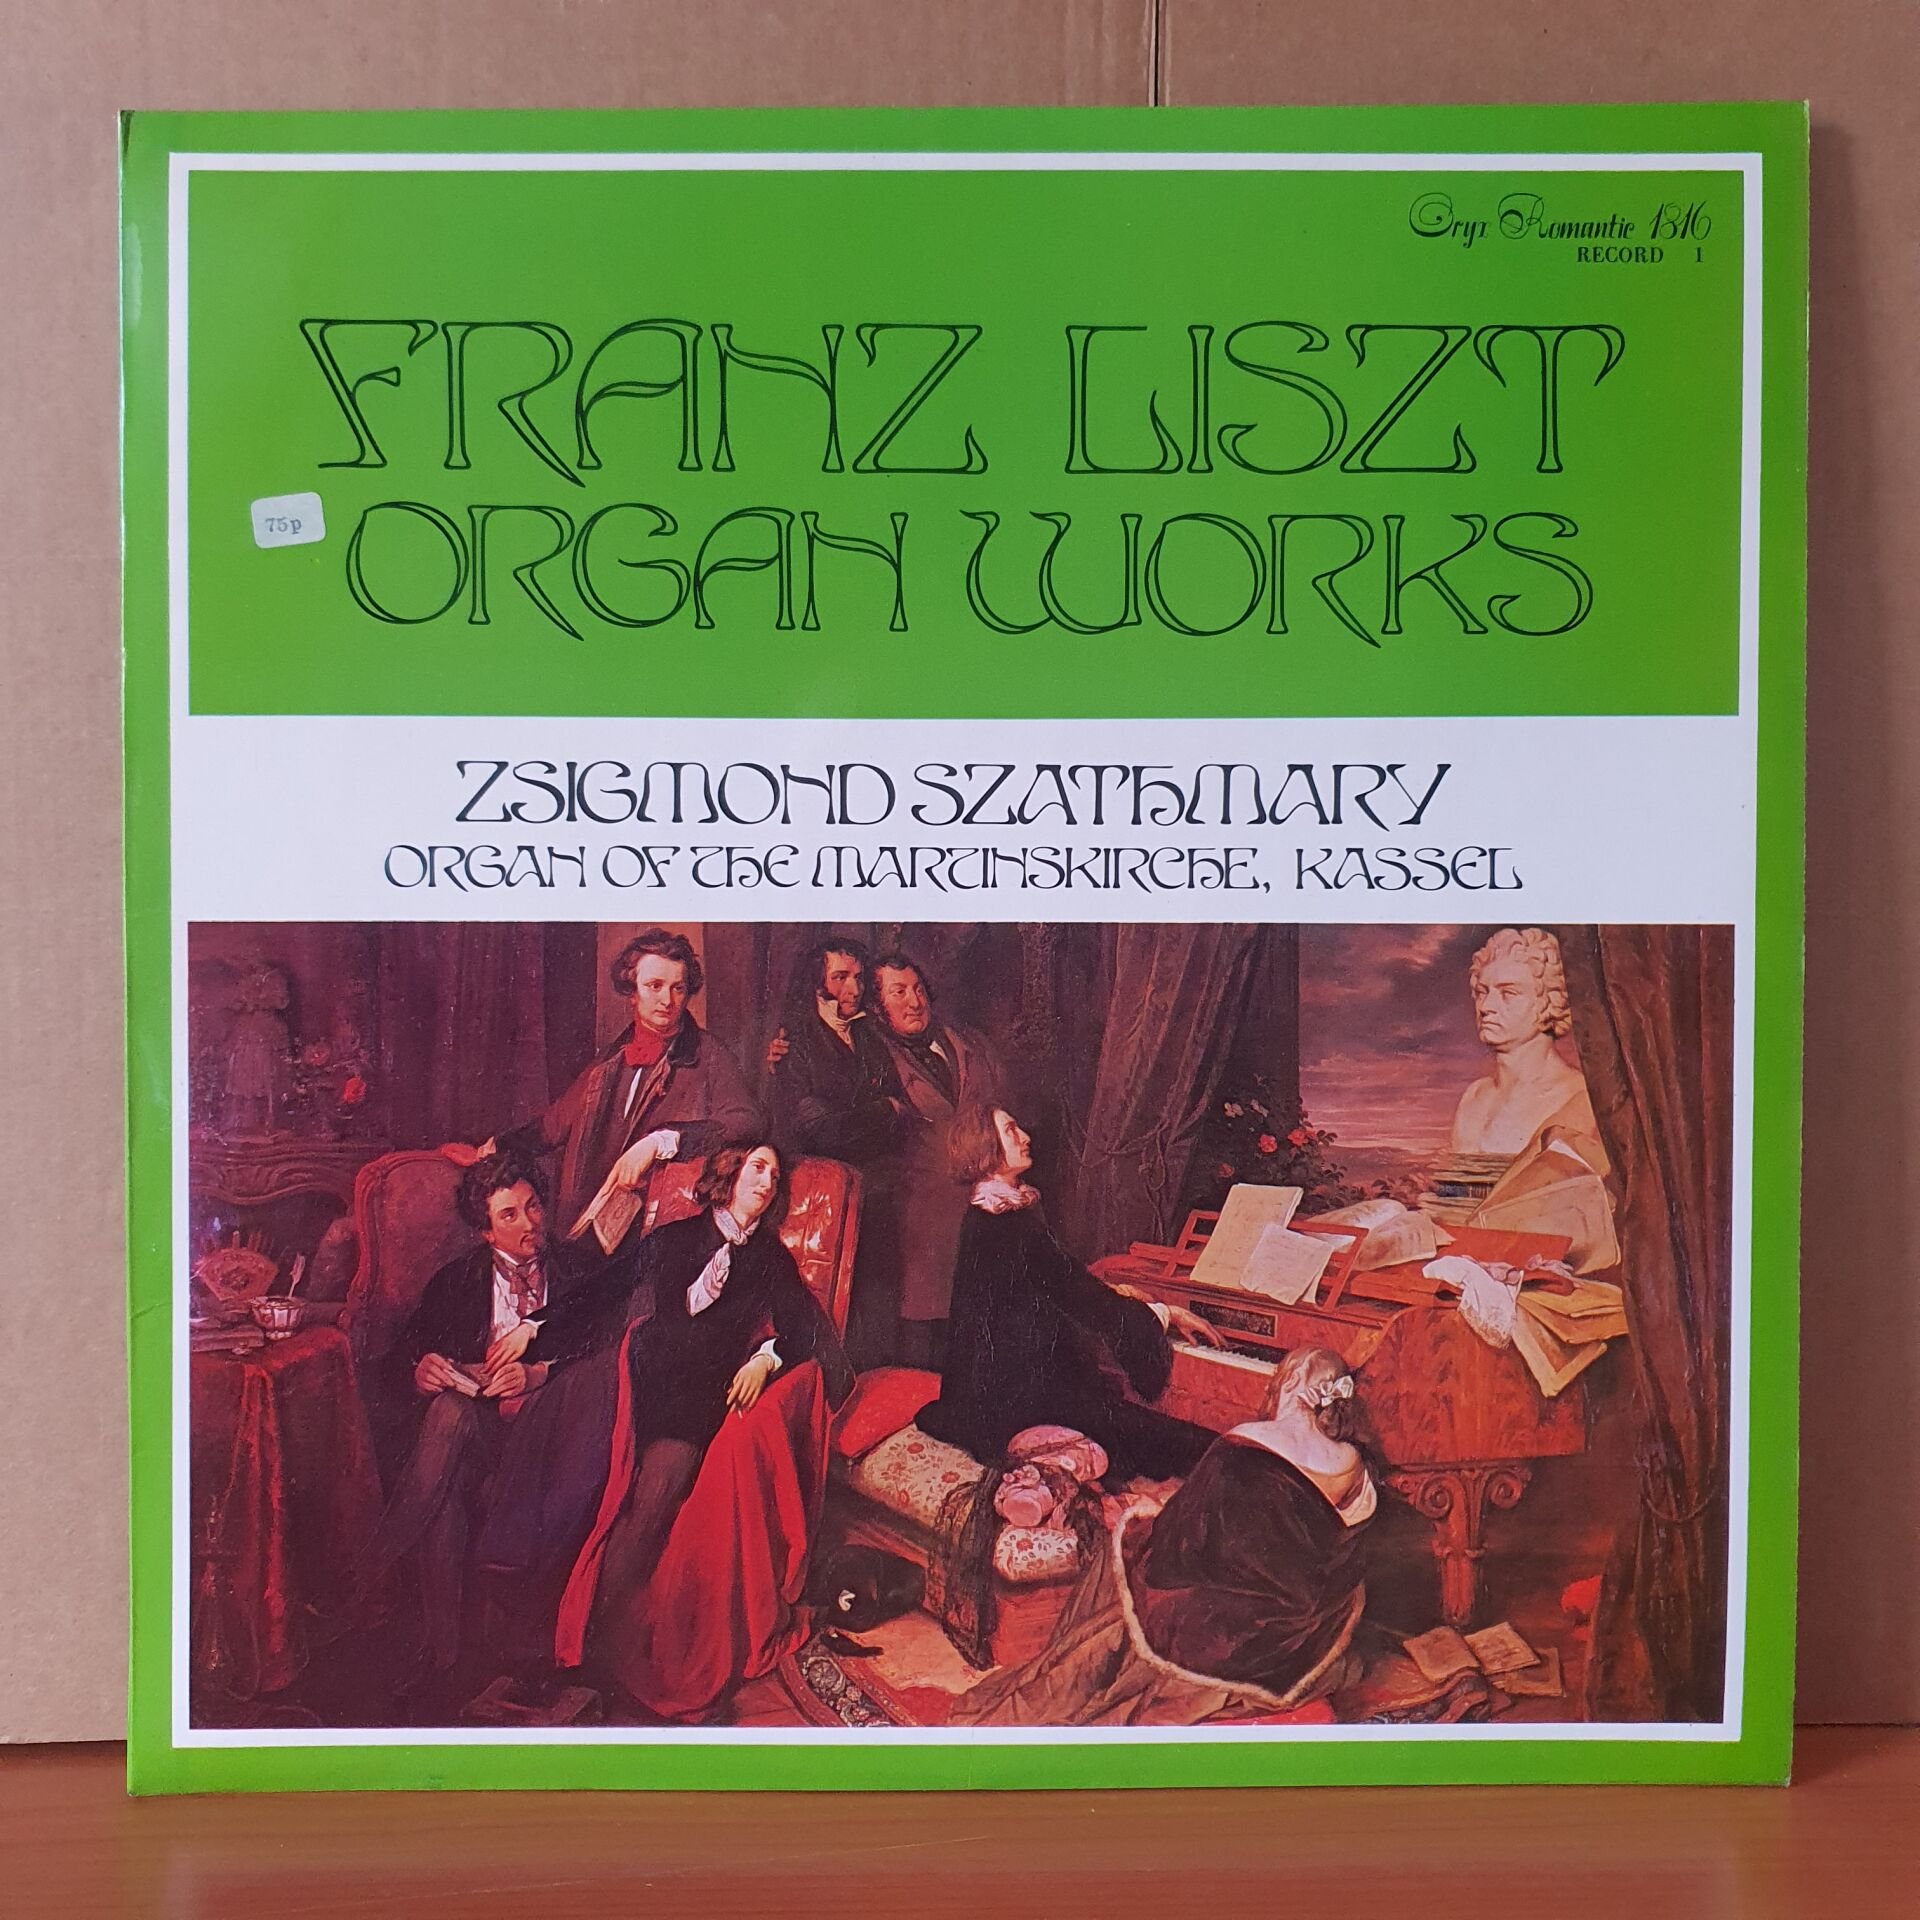 Oryx Romantic 1816
RECORD 1
FRANZ LISZT
75p
ORGAN WORKS
ZSIGMOND SZATHMARY
ORGAN OF THE MARTINSKIRCHE, KASSEL